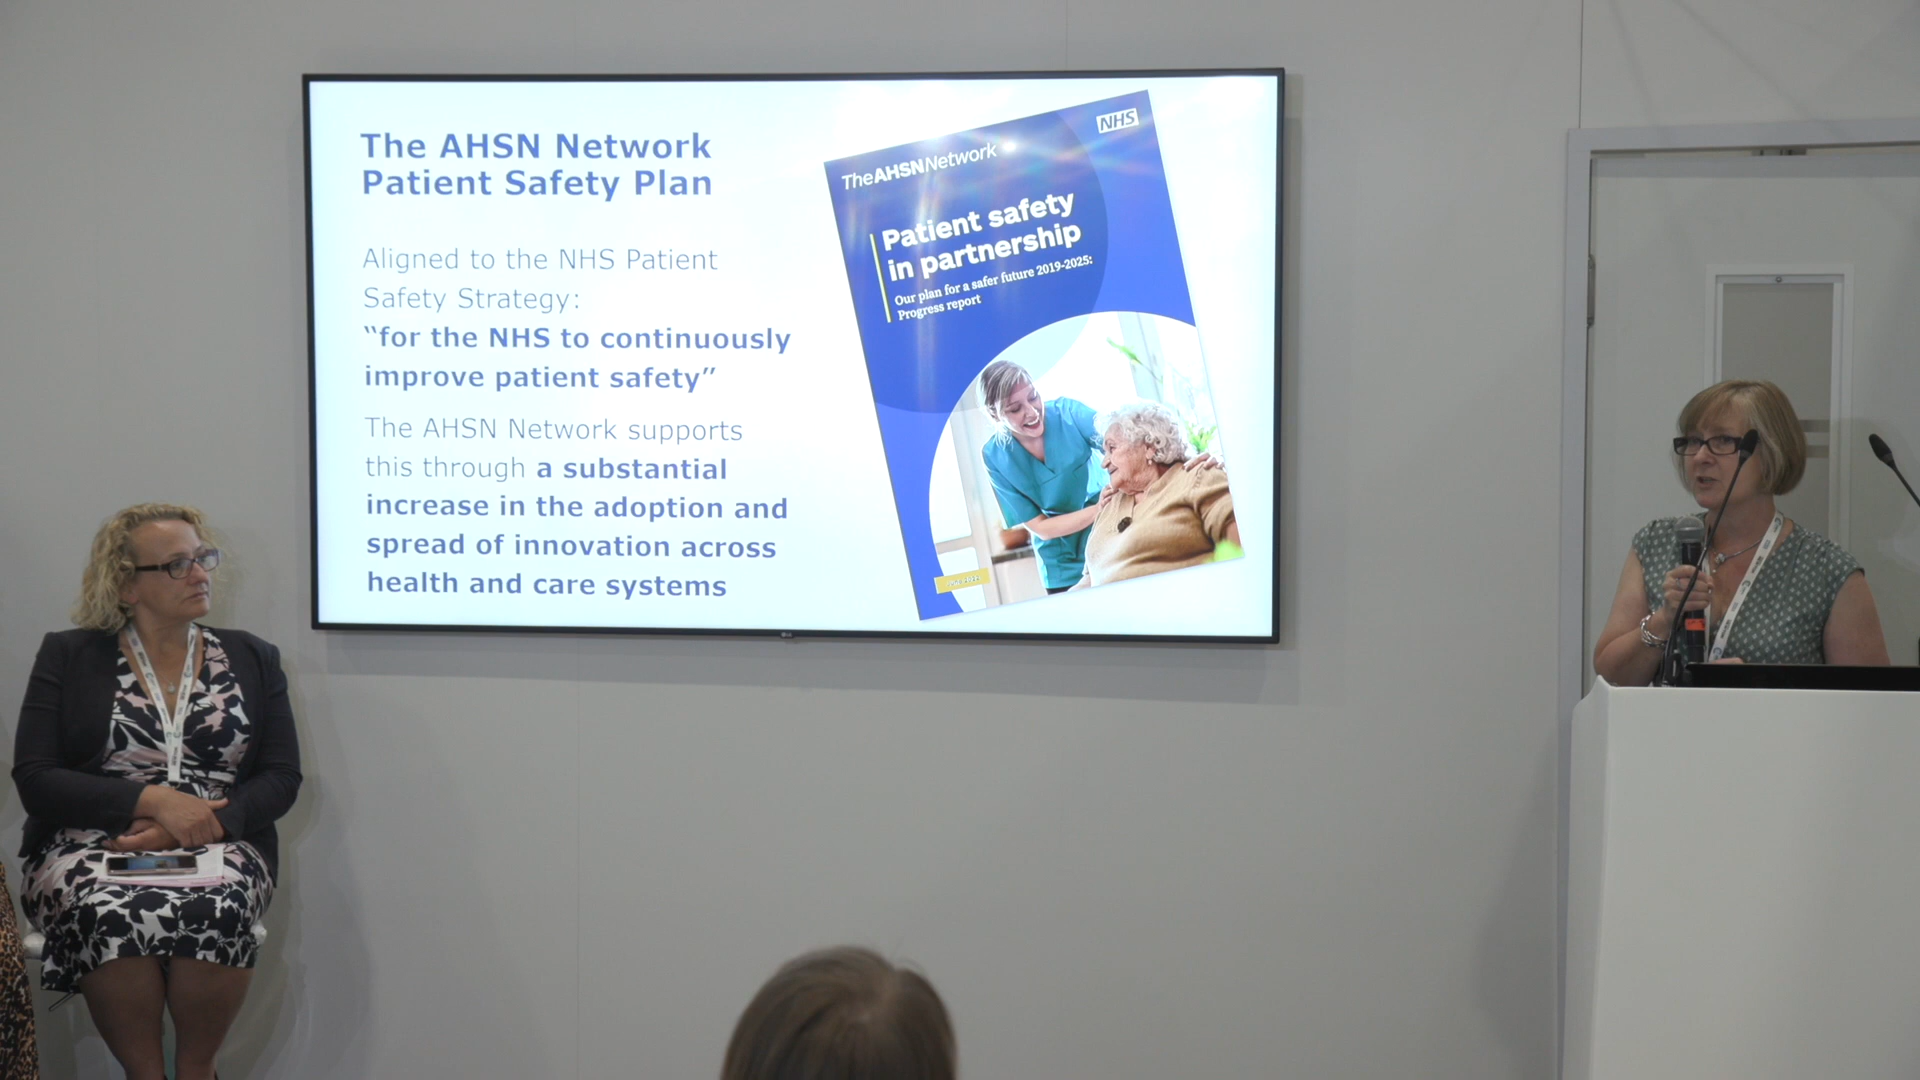 The AHSN Network
Patient Safety Plan
Aligned to the NHS Patient
Safety Strategy:
“for the NHS to continuously
improve patient safety”
The AHSN Network supports
this through a substantial
increase in the adoption and
spread of innovation across
health and care systems
NHS
TheAHSNNetwork
Patient safety
in partnership
Our plan for a safer future 2019-2025:
Progress report
LG